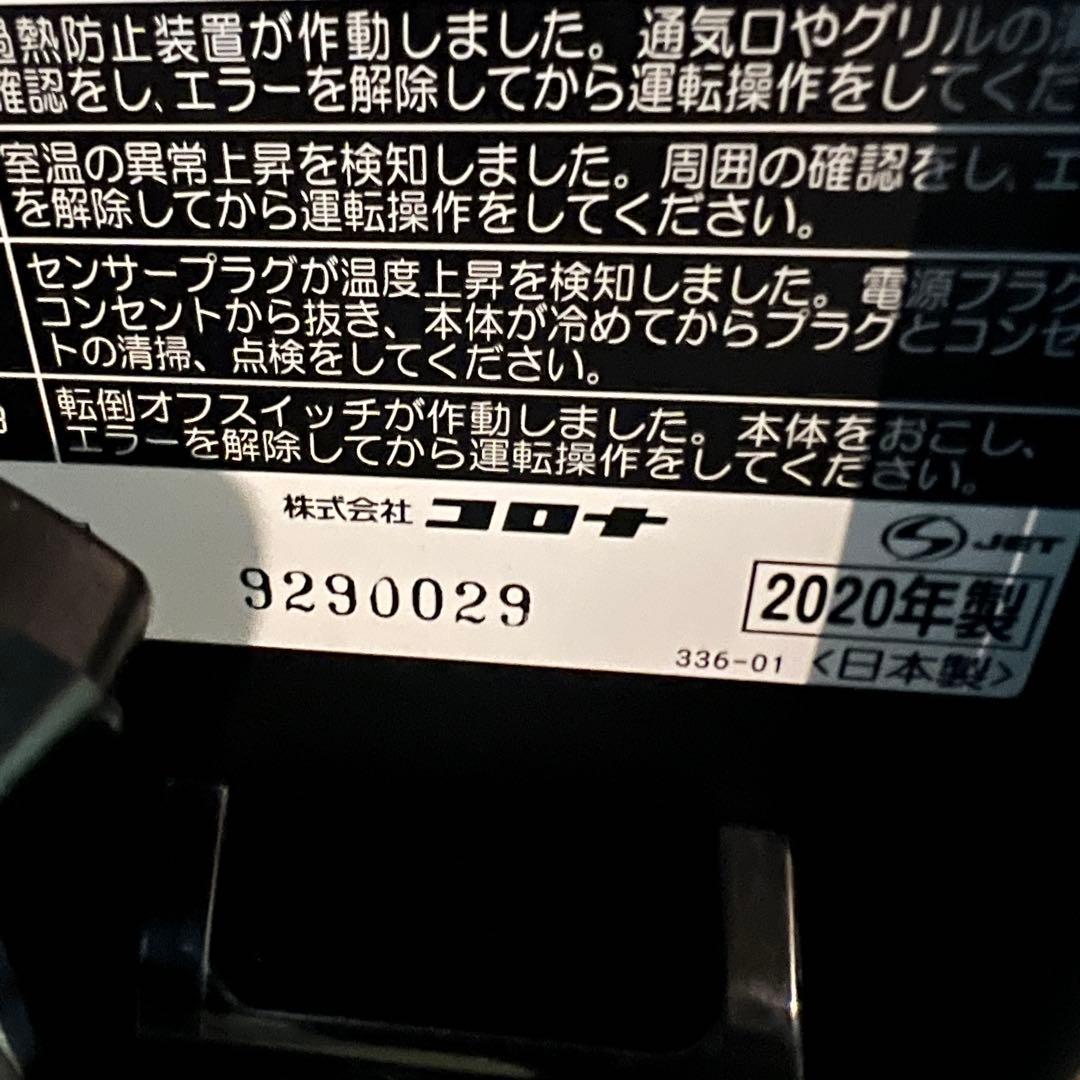 熱防止装置が作動しました。通気口やグリルの
確認をし、エラーを解除してから運転操作をしてくだ
室温の異常上昇を検知しました。周囲の確認をし、エ
を解除してから運転操作をしてください。
センサープラグが温度上昇を検知しました。電源プラグ
コンセントから抜き、本体が冷めてからプラグとコンセ
トの清掃、点検をしてください。
転倒オフスイッチが作動しました。本体をおこし、
エラーを解除してから運転操作をしてください。
株式会社 コロナ
JET
9290029
2020年製
336-01 <日本製>